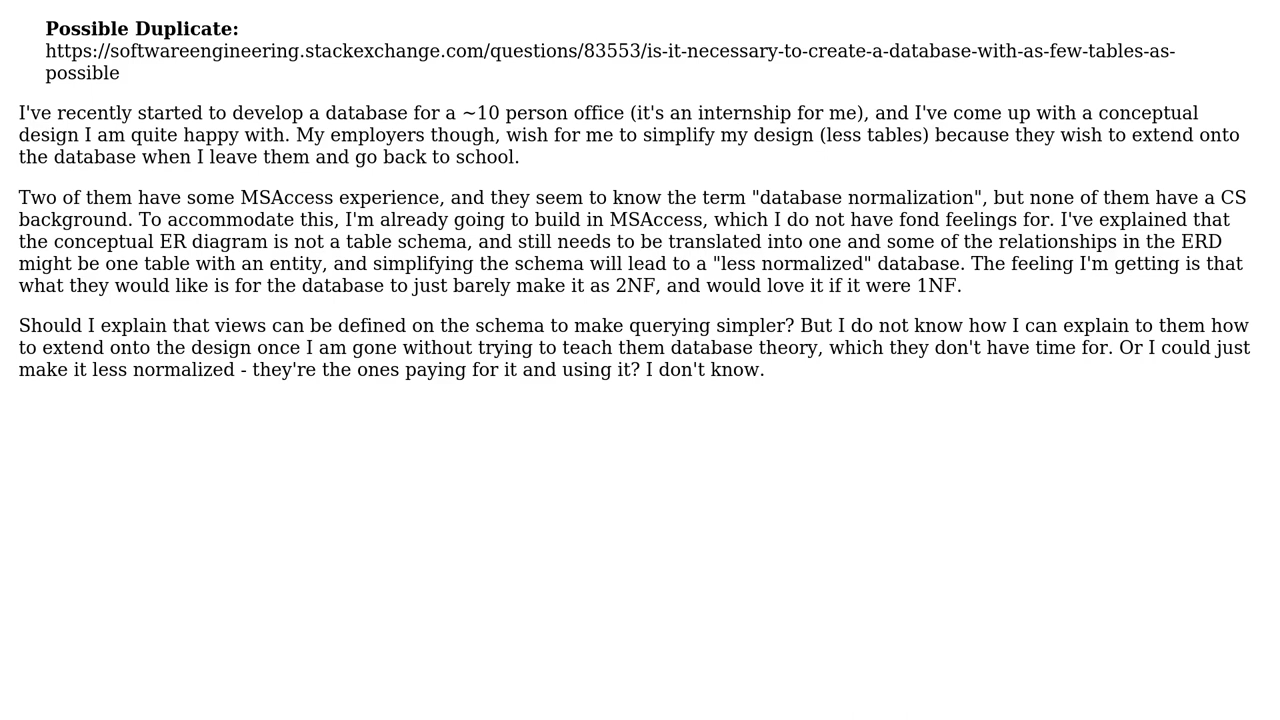 Possible Duplicate:
https://softwareengineering.stackexchange.com/questions/83553/is-it-necessary-to-create-a-database-with-as-few-tables-as-
possible
I've recently started to develop a database for a ~10 person office (it's an internship for me), and I've come up with a conceptual
design I am quite happy with. My employers though, wish for me to simplify my design (less tables) because they wish to extend onto
the database when I leave them and go back to school.
Two of them have some MSAccess experience, and they seem to know the term "database normalization", but none of them have a CS
background. To accommodate this, I'm already going to build in MSAccess, which I do not have fond feelings for. I've explained that
the conceptual ER diagram is not a table schema, and still needs to be translated into one and some of the relationships in the ERD
might be one table with an entity, and simplifying the schema will lead to a "less normalized" database. The feeling I'm getting is that
what they would like is for the database to just barely make it as 2NF, and would love it if it were 1NF.
Should I explain that views can be defined on the schema to make querying simpler? But I do not know how I can explain to them how
to extend onto the design once I am gone without trying to teach them database theory, which they don't have time for. Or I could just
make it less normalized - they're the ones paying for it and using it? I don't know.